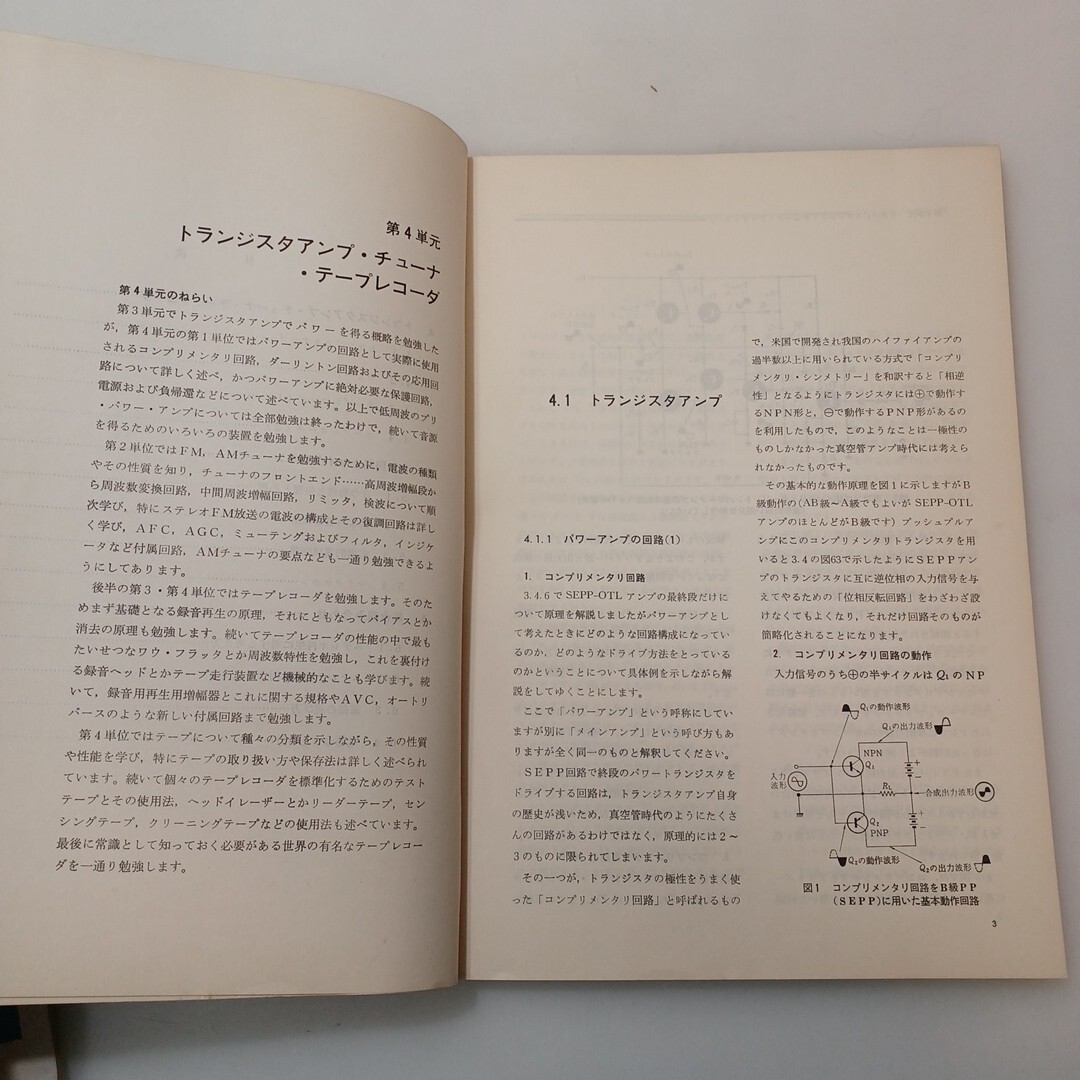 第4単元
トランジスタアンプ・チューナ
・テープレコーダ
第4単元のねらい
第3単元でトランジスタアンプでパワーを得る概略を勉強した
が，第4単元の第1単位ではパワーアンプの回路として実際に使用
されるコンプリメンタリ回路，ダーリントン回路およびその応用回
路について詳しく述べ，かつパワーアンプに絶対必要な保護回路，
電源および負帰還などについて述べています。以上で低周波のプリ
・パワー・アンプについては全部勉強は終ったわけで，続いて音源
を得るためのいろいろの装置を勉強します。
第2単位ではFM，AMチューナを勉強するために，電波の種類
やその性質を知り，チューナのフロントエンド……高周波増幅段か
ら周波数変換回路，中間周波増幅回路，リミッタ，検波について順
次学び，特にステレオFM放送の電波の構成とその復調回路は詳し
く学び，AFC，AGC，ミューテングおよびフィルタ，インジケ
ータなど付属回路，AMチューナの要点なども一通り勉強できるよ
うにしてあります。
後半の第3・第4単位ではテープレコーダを勉強します。そのた
めまず基礎となる録音再生の原理，それにともなってバイアスとか
消去の原理も勉強します。続いてテープレコーダの性能の中で最も
たいせつなワウ・フラッタとか周波数特性を勉強し，これを裏付け
る録音ヘッドとかテープ走行装置など機械的なことも学びます。続
いて，録音用再生用増幅器とこれに関する規格やAVC，オートリ
バースのような新しい付属回路まで勉強します。
第4単位ではテープについて種々の分類を示しながら，その性質
や性能を学び，特にテープの取り扱い方や保存法は詳しく述べられ
ています。続いて個々のテープレコーダを標準化するためのテスト
テープとその使用法，ヘッドイレーザーとかリーダーテープ，セン
シングテープ，クリーニングテープなどの使用法も述べています。
最後に常識として知っておく必要がある世界の有名なテープレコー
ダを一通り勉強します。
4.1 トランジスタアンプ
4.1.1 パワーアンプの回路(1)
1. コンプリメンタリ回路
3.4.6でSEPP-OTLアンプの最終段だけに
ついて原理を解説しましたがパワーアンプとし
て考えたときにどのような回路構成になってい
るのか，どのようなドライブ方法をとっている
のかということについて具体例を示しながら解
説をしてゆくことにします。
ここで「パワーアンプ」という呼称にしてい
ますが別に「メインアンプ」という呼び方もあ
りますが全く同一のものと解釈してください。
SEPP回路で終段のパワートランジスタを
ドライブする回路は，トランジスタアンプ自身
の歴史が浅いため，真空管時代のようにたくさ
んの回路があるわけではなく，原理的には2～
3のものに限られてしまいます。
その一つが，トランジスタの極性をうまく使
った「コンプリメンタリ回路」と呼ばれるもの
で，米国で開発され我国のハイファイアンプの
過半数以上に用いられている方式で「コンプリ
メンタリ・シンメトリー」を和訳すると「相逆
性」となるようにトランジスタには⊕で動作す
るNPN形と，⊖で動作するPNP形があるの
を利用したもので，このようなことは一極性の
ものしかなかった真空管アンプ時代には考えら
れなかったものです。
その基本的な動作原理を図1に示しますがB
級動作の(AB級～A級でもよいがSEPP-OTL
アンプのほとんどがB級です）プッシュプルア
ンプにこのコンプリメンタリトランジスタを用
いると3.4の図63で示したようにSEPPアン
プのトランジスタに互に逆位相の入力信号を与
えてやるための「位相反転回路」をわざわざ設
けなくてもよくなり，それだけ回路そのものが
簡略化されることになります。
2. コンプリメンタリ回路の動作
入力信号のうち⊕の半サイクルはQ₁のNP
Q₁の動作波形
Q₁の出力波形
NPN
Q₁
入力
波形
R_L
合成出力波形
Q₂
PNP
Q₂の動作波形
Q₂の出力波形
図1 コンプリメンタリ回路をB級PP
(SEPP)に用いた基本動作回路
3